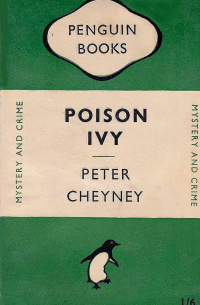 PENGUIN
BOOKS
MYSTERY AND CRIME
POISON
IVY
PETER
CHEYNEY
MYSTERY AND CRIME
1/6